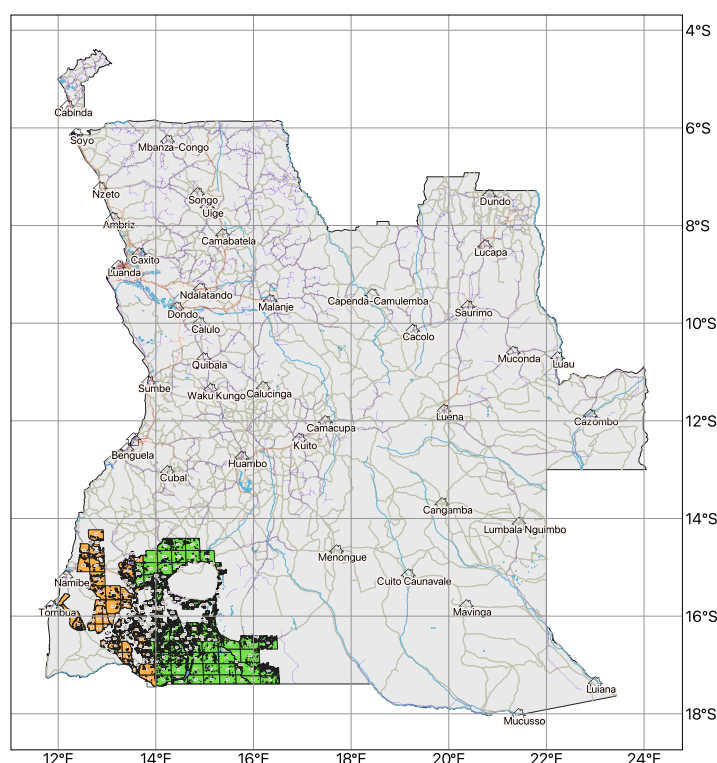 4°S
Cabinda
6°S
Soyo
Mbanza-Congo
Nzeto
Songo
Dundo
Uige
Ambriz
8°S
Camabatela
Lucapa
Caxito
Luanda
Ndalatando
Capenda-Camulemba
Malanje
Saurimo
Dondo
10°S
Calulo
Cacolo
Muconda
Quibala
Luau
Sumbe
Waku Kungo
Calucinga
Luena
12°S
Cazombo
Camacupa
Kuito
Benguela
Huambo
Cubal
Cangamba
14°S
Lumbala Nguimbo
Menongue
Namibe
Cuito Caunavale
Tombua
Mavinga
16°S
Luiana
Mucusso
18°S
12°E 14°E 16°E 18°E 20°E 22°E 24°E